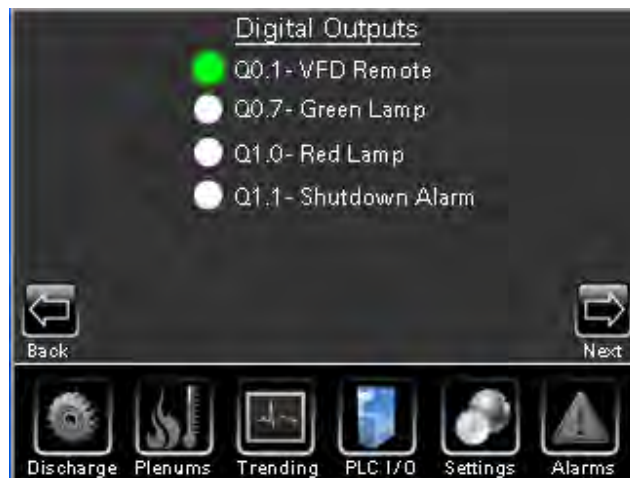 Digital Outputs
Q0.1- VFD Remote
Q0.7- Green Lamp
Q1.0- Red Lamp
Q1.1- Shutdown Alarm
Back
Next
Discharge Plenums Trending PLC I/O Settings Alarms